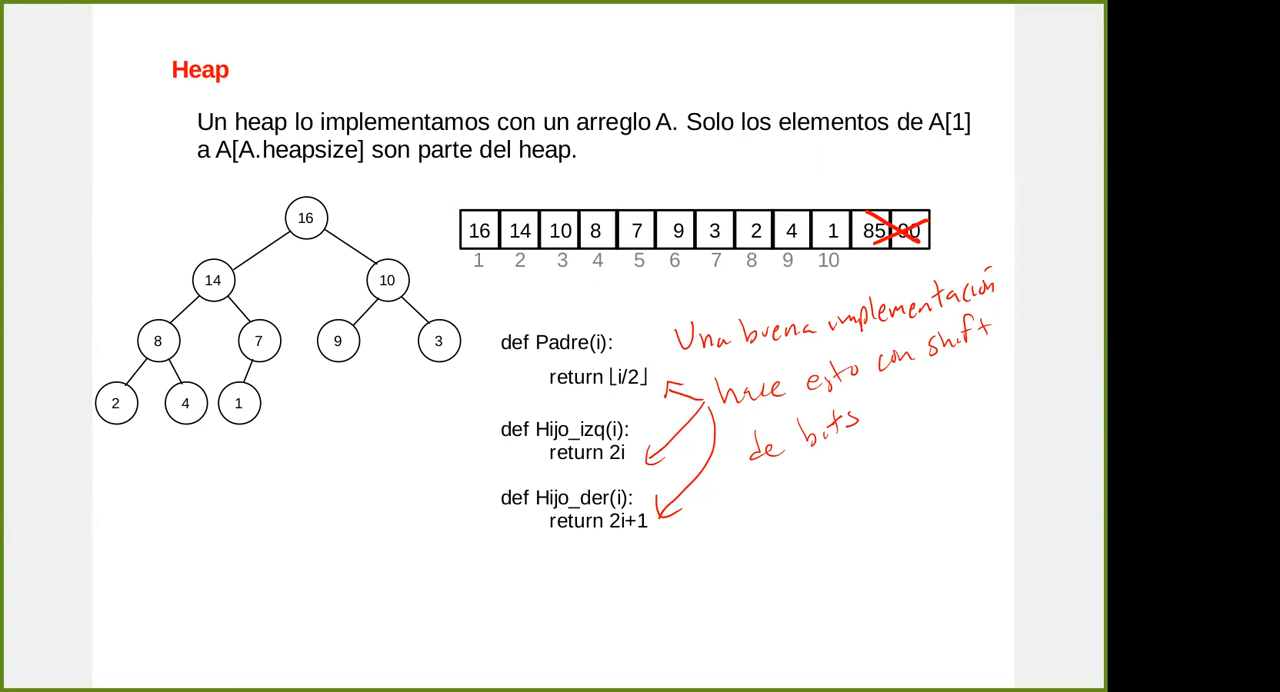 Heap
Un heap lo implementamos con un arreglo A. Solo los elementos de A[1]
a A[A.heapsize] son parte del heap.
16
14 10
8 7 9 3
2 4 1
16 14 10 8 7 9 3 2 4 1 85 90
1 2 3 4 5 6 7 8 9 10
def Padre(i):
return ⌊i/2⌋
def Hijo_izq(i):
return 2i
def Hijo_der(i):
return 2i+1
Una buena implementación
hace esto con shift
de bits